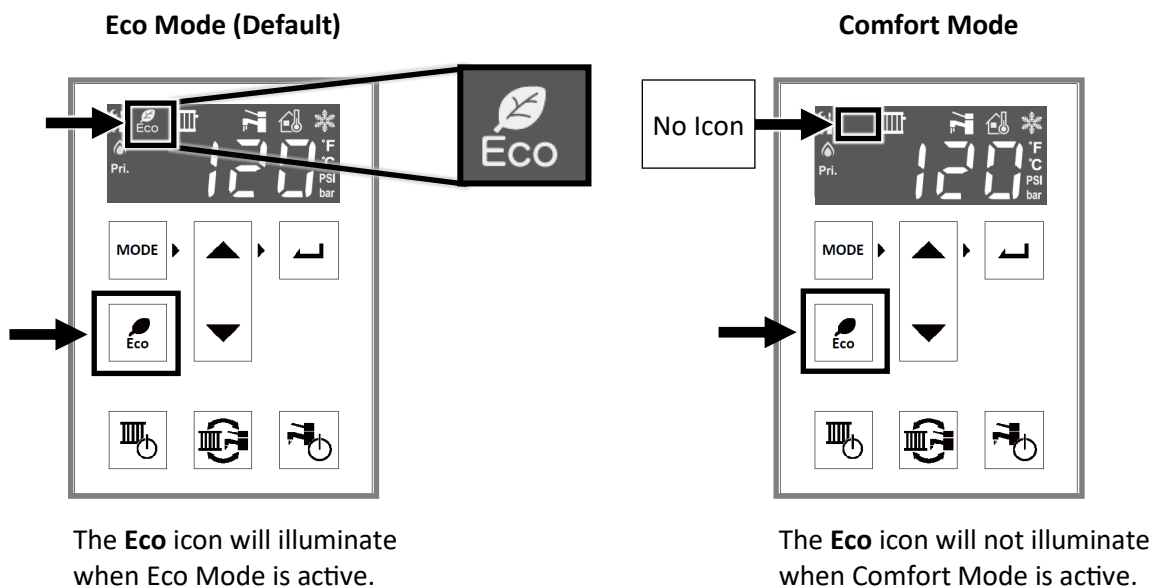 Eco Mode (Default)
Eco
120
°F
°C
PSI
bar
Pri.
Eco
MODE
Eco
The Eco icon will illuminate
when Eco Mode is active.
Comfort Mode
No Icon
120
°F
°C
PSI
bar
Pri.
MODE
Eco
The Eco icon will not illuminate
when Comfort Mode is active.